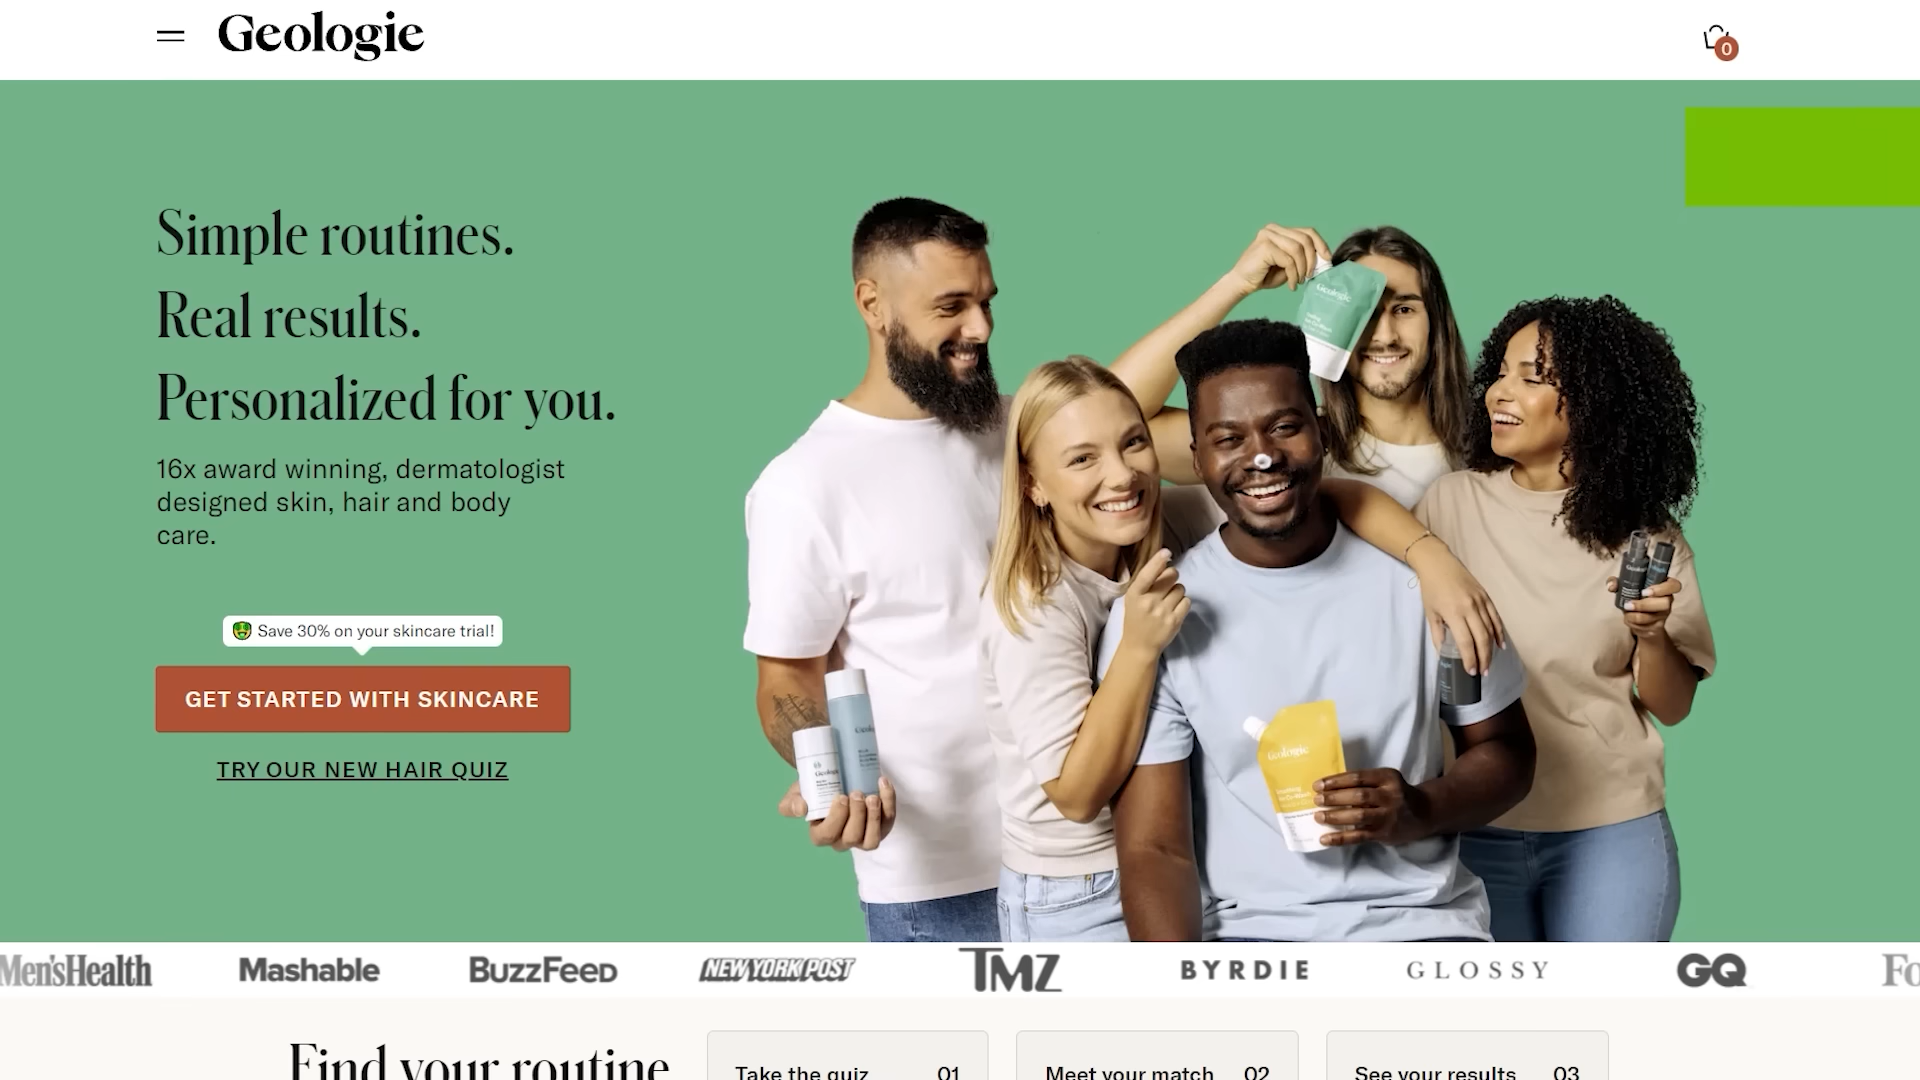 Geologie
0
Simple routines.
Real results.
Personalized for you.
16x award winning, dermatologist
designed skin, hair and body
care.
Save 30% on your skincare trial!
GET STARTED WITH SKINCARE
TRY OUR NEW HAIR QUIZ
Geologie
Geologie
Geologie
Men'sHealth
Mashable
BuzzFeed
NEW YORK POST
TMZ
BYRDIE
GLOSSY
GQ
Find your routine
Take the quiz 01
Meet your match 02
See your results 03